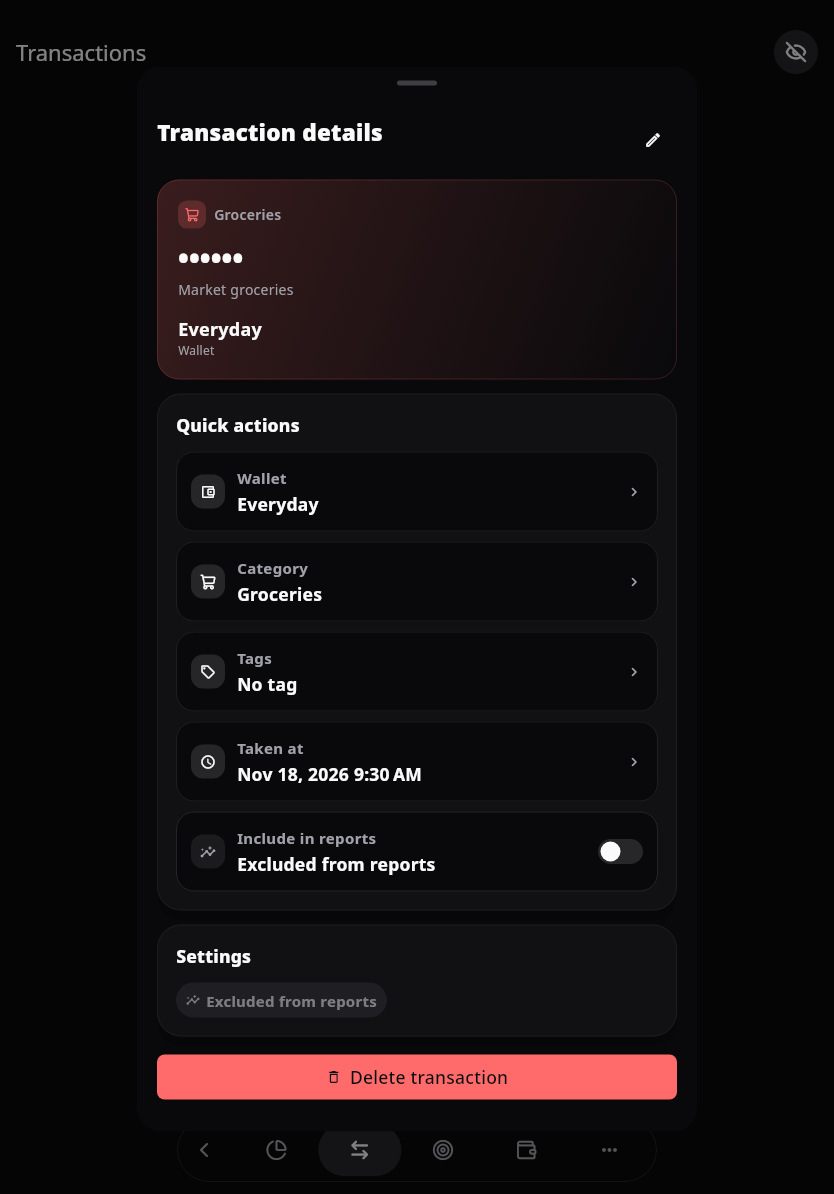 Transactions
Transaction details
Groceries
••••••
Market groceries
Everyday
Wallet
Quick actions
Wallet
Everyday
Category
Groceries
Tags
No tag
Taken at
Nov 18, 2026 9:30 AM
Include in reports
Excluded from reports
Settings
Excluded from reports
Delete transaction